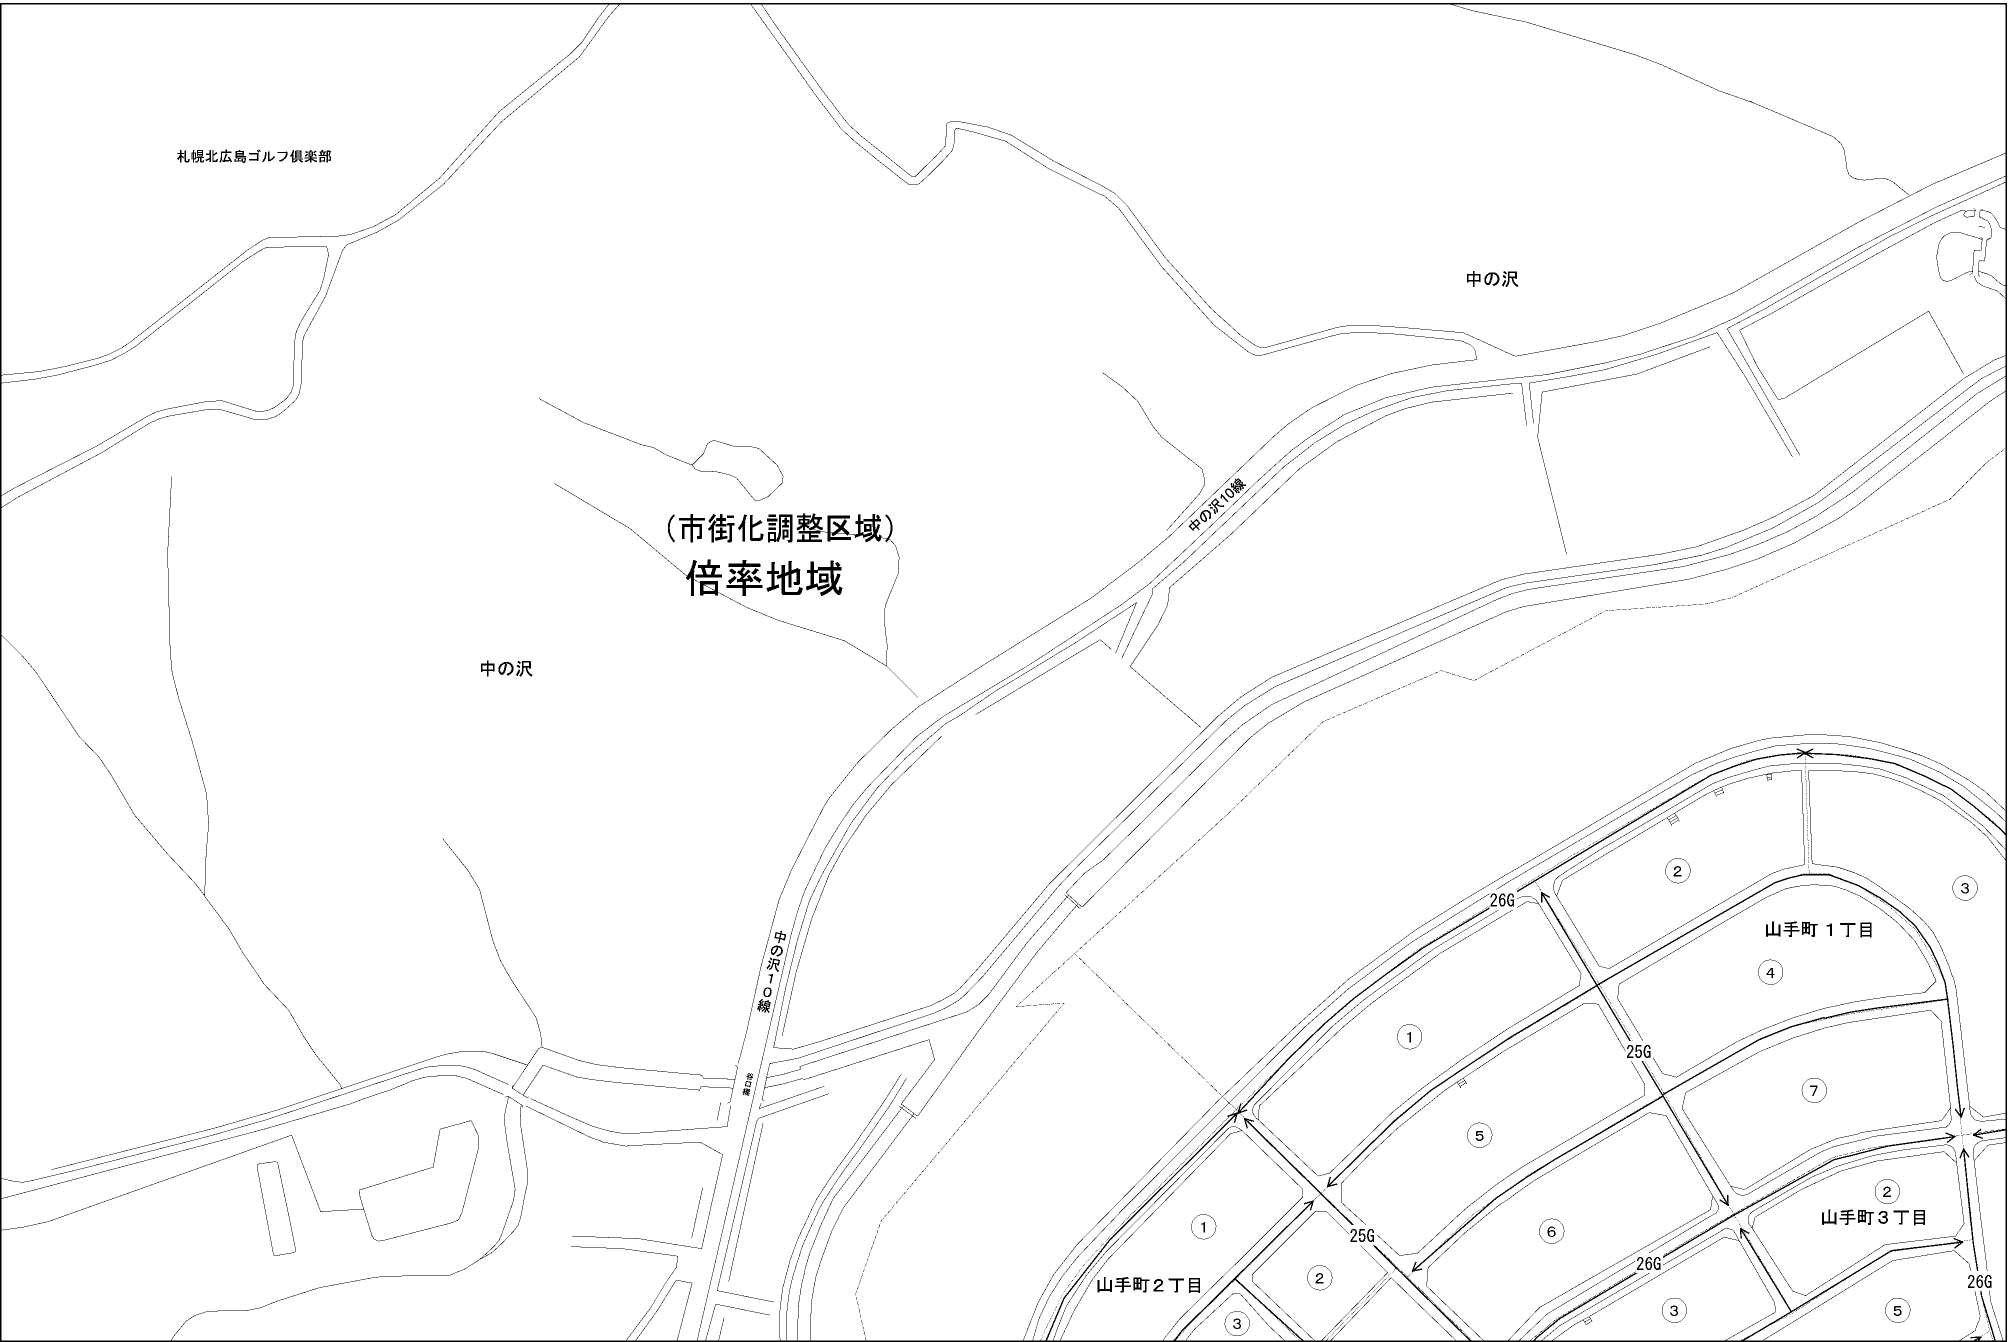 札幌北広島ゴルフ倶楽部
中の沢
中の沢10線
(市街化調整区域)
倍率地域
中の沢
26G
②
③
山手町1丁目
④
中の沢10線
①
25G
谷口橋
⑦
⑤
②
山手町3丁目
①
25G
⑥
26G
山手町2丁目
②
26G
③
③
⑤